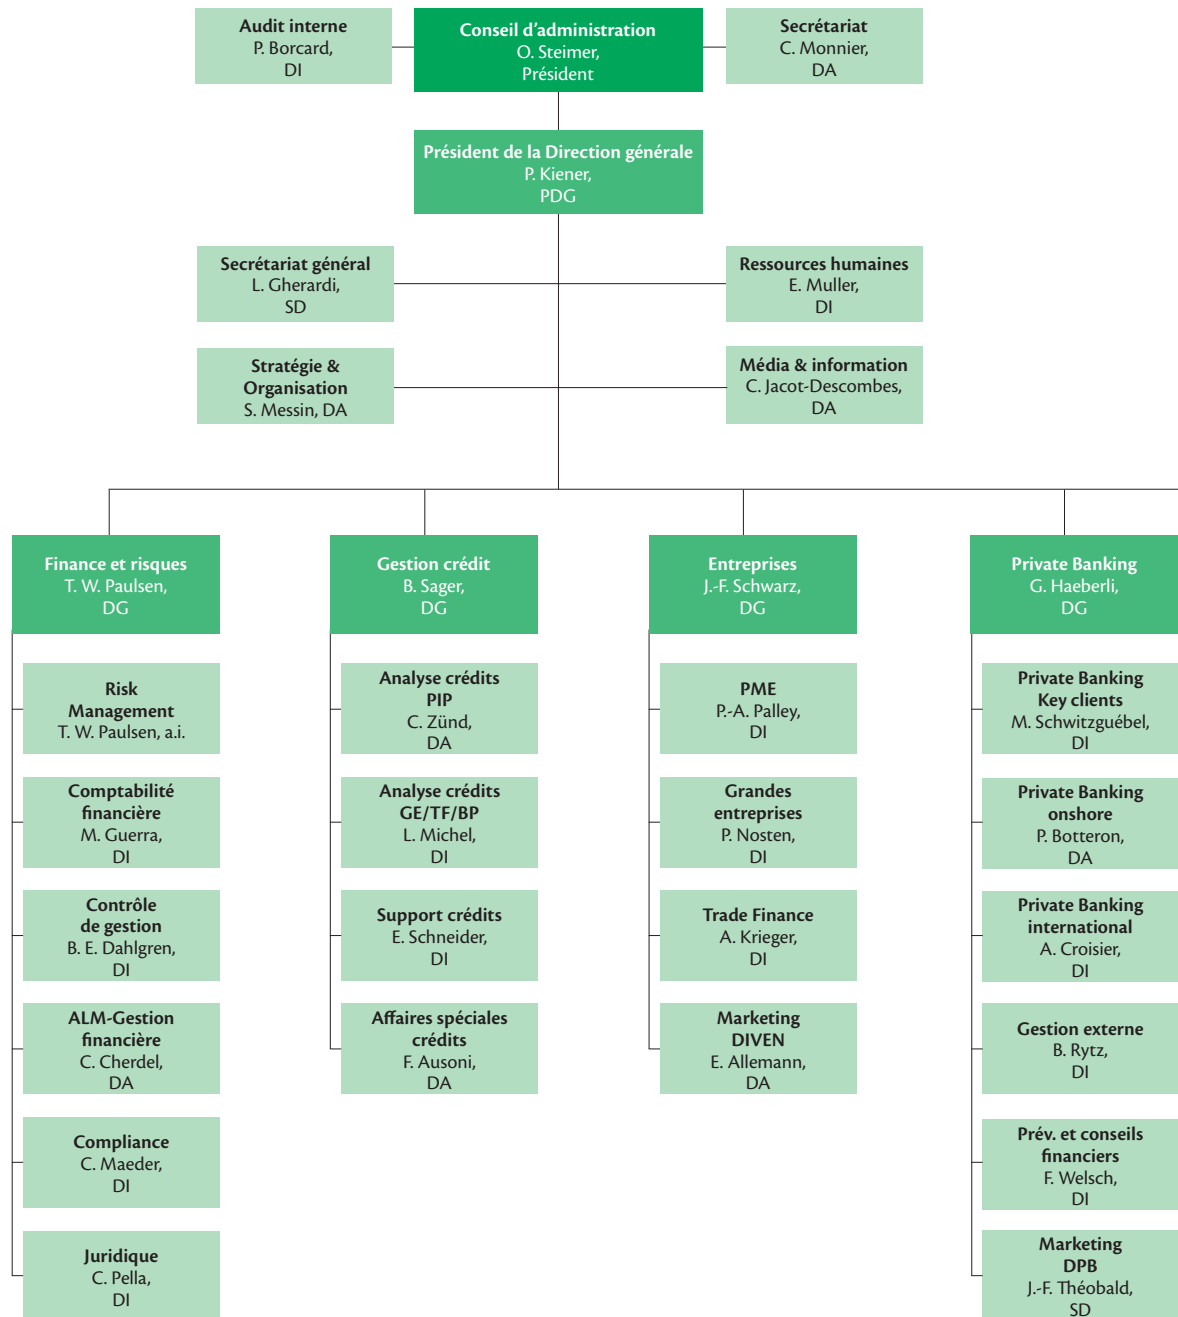 Audit interne
P. Borcard,
DI
Conseil d’administration
O. Steimer,
Président
Secrétariat
C. Monnier,
DA
Président de la Direction générale
P. Kiener,
PDG
Secrétariat général
L. Gherardi,
SD
Ressources humaines
E. Muller,
DI
Stratégie &
Organisation
S. Messin, DA
Média & information
C. Jacot-Descombes,
DA
Finance et risques
T. W. Paulsen,
DG
Gestion crédit
B. Sager,
DG
Entreprises
J.-F. Schwarz,
DG
Private Banking
G. Haeberli,
DG
Risk
Management
T. W. Paulsen, a.i.
Comptabilité
financière
M. Guerra,
DI
Contrôle
de gestion
B. E. Dahlgren,
DI
ALM-Gestion
financière
C. Cherdel,
DA
Compliance
C. Maeder,
DI
Juridique
C. Pella,
DI
Analyse crédits
PIP
C. Zünd,
DA
Analyse crédits
GE/TF/BP
L. Michel,
DI
Support crédits
E. Schneider,
DI
Affaires spéciales
crédits
F. Ausoni,
DA
PME
P.-A. Palley,
DI
Grandes
entreprises
P. Nosten,
DI
Trade Finance
A. Krieger,
DI
Marketing
DIVEN
E. Allemann,
DA
Private Banking
Key clients
M. Schwitzguébel,
DI
Private Banking
onshore
P. Botteron,
DA
Private Banking
international
A. Croisier,
DI
Gestion externe
B. Rytz,
DI
Prév. et conseils
financiers
F. Welsch,
DI
Marketing
DPB
J.-F. Théobald,
SD